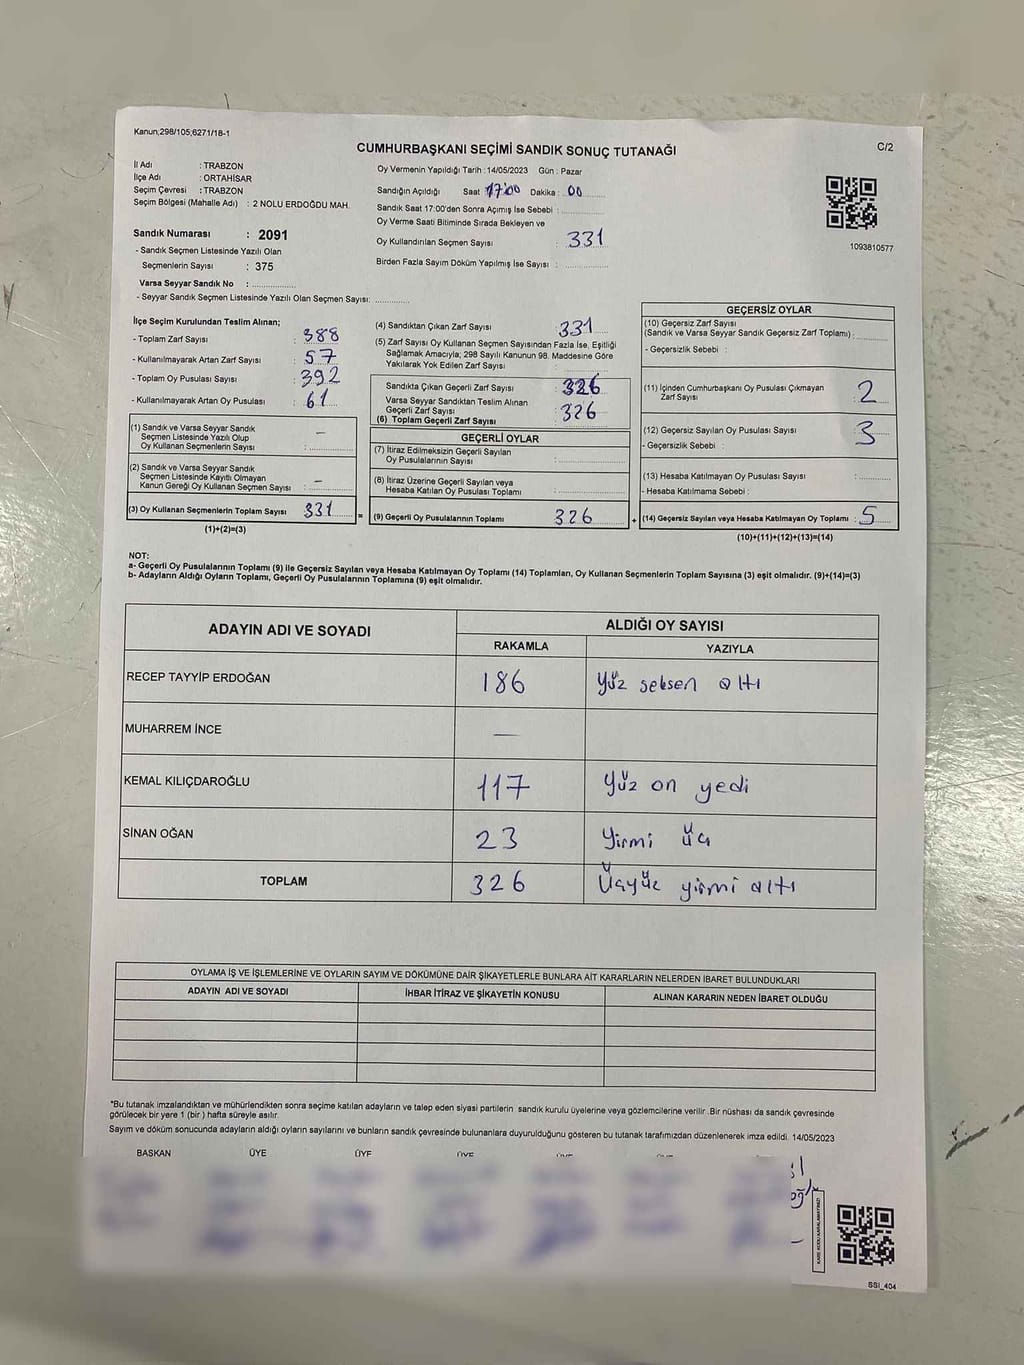 Kanun;298/105,6271/18-1
CUMHURBAŞKANI SEÇİMİ SANDIK SONUÇ TUTANAĞI
C/2
İl Adı : TRABZON
İlçe Adı : ORTAHİSAR
Seçim Çevresi : TRABZON
Seçim Bölgesi (Mahalle Adı) : 2 NOLU ERDOĞDU MAH.
Sandık Numarası : 2091
- Sandık Seçmen Listesinde Yazılı Olan
Seçmenlerin Sayısı : 375
Varsa Seyyar Sandık No :
- Seyyar Sandık Seçmen Listesinde Yazılı Olan Seçmen Sayısı:
Oy Vermenin Yapıldığı Tarih : 14/05/2023 Gün : Pazar
Sandığın Açıldığı Saat 17:00 Dakika : 00
Sandık Saat 17:00'den Sonra Açımış İse Sebebi :
Oy Verme Saati Bitiminde Sırada Bekleyen ve
Oy Kullandırılan Seçmen Sayısı : 331
Birden Fazla Sayım Döküm Yapılmış İse Sayısı :
1093810577
İlçe Seçim Kurulundan Teslim Alınan;
- Toplam Zarf Sayısı : 388
- Kullanılmayarak Artan Zarf Sayısı : 57
- Toplam Oy Pusulası Sayısı : 392
- Kullanılmayarak Artan Oy Pusulası : 61
(1) Sandık ve Varsa Seyyar Sandık
Seçmen Listesinde Yazılı Olup
Oy Kullanan Seçmenlerin Sayısı : –
(2) Sandık ve Varsa Seyyar Sandık
Seçmen Listesinde Kayıtlı Olmayan
Kanun Gereği Oy Kullanan Seçmen Sayısı : –
(3) Oy Kullanan Seçmenlerin Toplam Sayısı 331
(1)+(2)=(3)
(4) Sandıktan Çıkan Zarf Sayısı : 331
(5) Zarf Sayısı Oy Kullanan Seçmen Sayısından Fazla İse, Eşitliği
Sağlamak Amacıyla; 298 Sayılı Kanunun 98. Maddesine Göre
Yakılarak Yok Edilen Zarf Sayısı :
Sandıkta Çıkan Geçerli Zarf Sayısı : 326
Varsa Seyyar Sandıktan Teslim Alınan
Geçerli Zarf Sayısı : 326
(6) Toplam Geçerli Zarf Sayısı
GEÇERLİ OYLAR
(7) İtiraz Edilmeksizin Geçerli Sayılan
Oy Pusulalarının Sayısı :
(8) İtiraz Üzerine Geçerli Sayılan veya
Hesaba Katılan Oy Pusulası Toplamı :
= (9) Geçerli Oy Pusulalarının Toplamı 326
GEÇERSİZ OYLAR
(10) Geçersiz Zarf Sayısı
(Sandık ve Varsa Seyyar Sandık Geçersiz Zarf Toplamı) :
- Geçersizlik Sebebi :
(11) İçinden Cumhurbaşkanı Oy Pusulası Çıkmayan
Zarf Sayısı : 2
(12) Geçersiz Sayılan Oy Pusulası Sayısı : 3
- Geçersizlik Sebebi :
(13) Hesaba Katılmayan Oy Pusulası Sayısı :
- Hesaba Katılmama Sebebi :
+ (14) Geçersiz Sayılan veya Hesaba Katılmayan Oy Toplamı : 5
(10)+(11)+(12)+(13)=(14)
NOT:
a- Geçerli Oy Pusulalarının Toplamı (9) ile Geçersiz Sayılan veya Hesaba Katılmayan Oy Toplamı (14) Toplamları, Oy Kullanan Seçmenlerin Toplam Sayısına (3) eşit olmalıdır. (9)+(14)=(3)
b- Adayların Aldığı Oyların Toplamı, Geçerli Oy Pusulalarının Toplamına (9) eşit olmalıdır.
ADAYIN ADI VE SOYADI
ALDIĞI OY SAYISI
RAKAMLA YAZIYLA
RECEP TAYYİP ERDOĞAN 186 Yüz seksen altı
MUHARREM İNCE —
KEMAL KILIÇDAROĞLU 117 Yüz on yedi
SİNAN OĞAN 23 Yirmi üç
TOPLAM 326 Üçyüz yirmi altı
OYLAMA İŞ VE İŞLEMLERİNE VE OYLARIN SAYIM VE DÖKÜMÜNE DAİR ŞİKAYETLERLE BUNLARA AİT KARARLARIN NELERDEN İBARET BULUNDUKLARI
ADAYIN ADI VE SOYADI İHBAR İTİRAZ VE ŞİKAYETİN KONUSU ALINAN KARARIN NEDEN İBARET OLDUĞU
*Bu tutanak imzalandıktan ve mühürlendikten sonra seçime katılan adayların ve talep eden siyasi partilerin sandık kurulu üyelerine veya gözlemcilerine verilir. Bir nüshası da sandık çevresinde
görülecek bir yere 1 (bir ) hafta süreyle asılır.
Sayım ve döküm sonucunda adayların aldığı oyların sayılarını ve bunların sandık çevresinde bulunanlara duyurulduğunu gösteren bu tutanak tarafımızdan düzenlenerek imza edildi. 14/05/2023
BAŞKAN ÜYE ÜYE ÜYE
KARE KODU KARALAMAYINIZ!
SSI_404